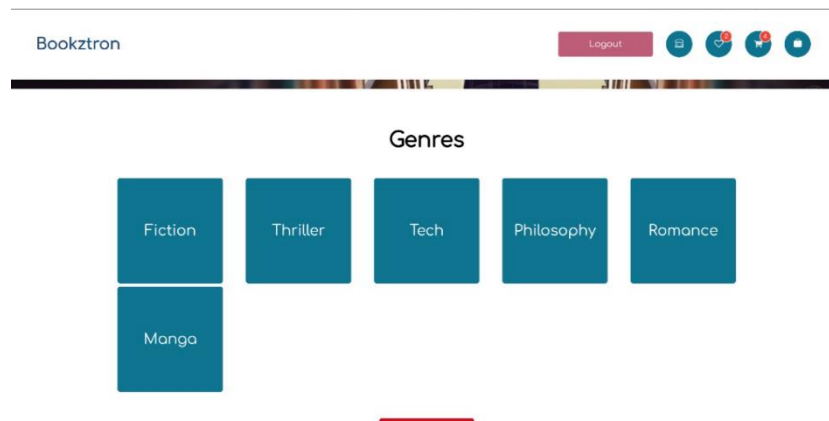 Bookztron
Logout
Genres
Fiction
Thriller
Tech
Philosophy
Romance
Manga